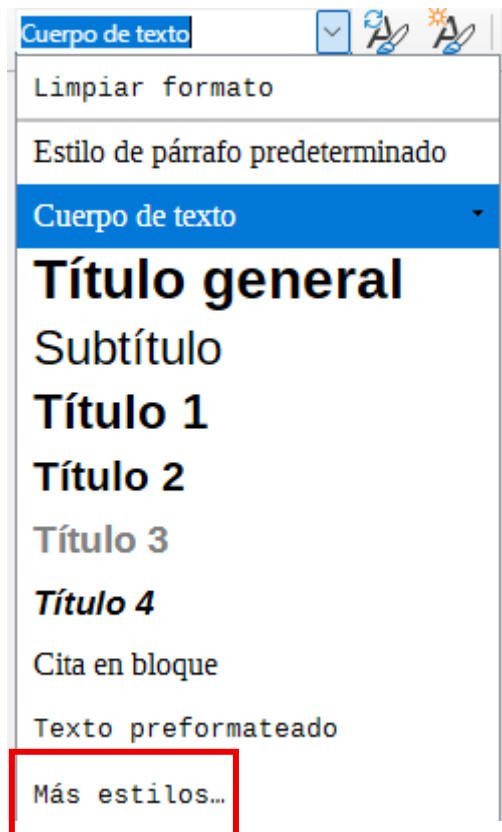 Cuerpo de texto
Limpiar formato
Estilo de párrafo predeterminado
Cuerpo de texto
Título general
Subtítulo
Título 1
Título 2
Título 3
Título 4
Cita en bloque
Texto preformateado
Más estilos…